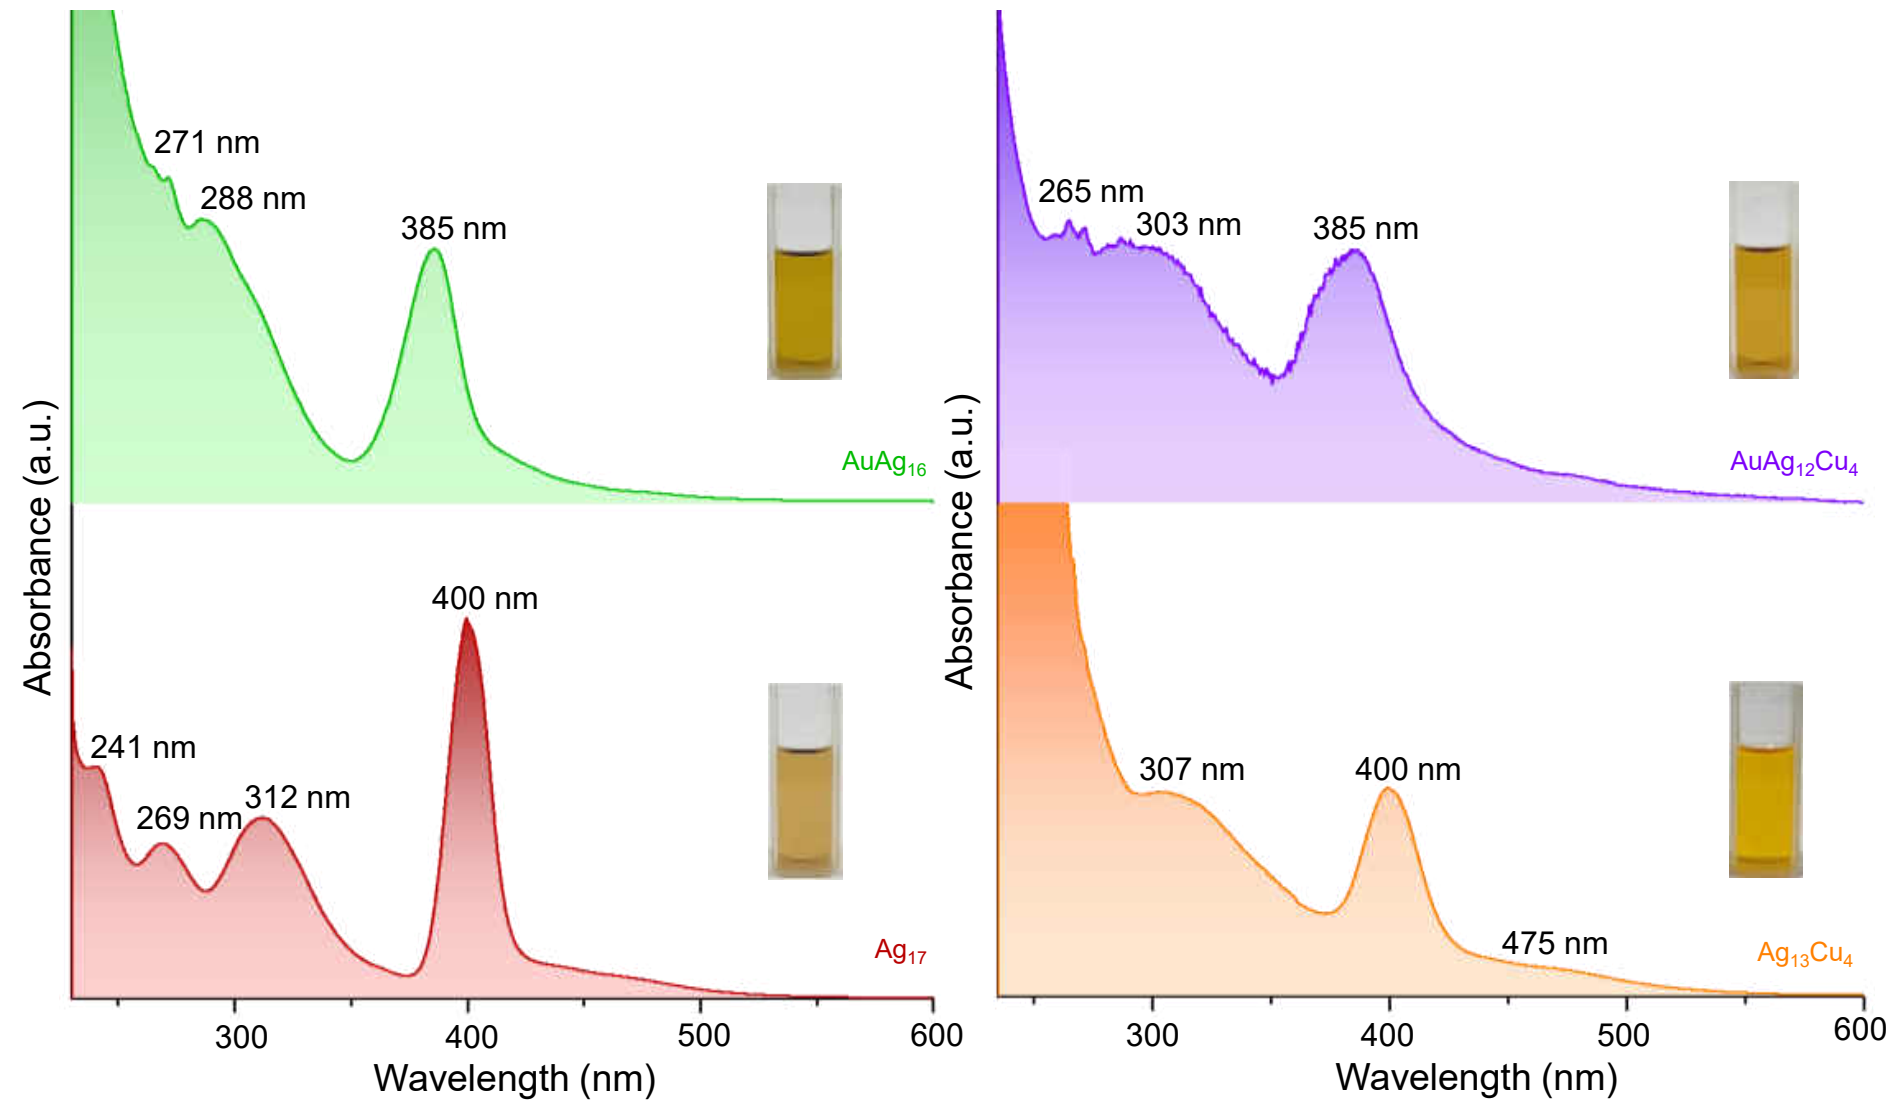 271 nm
288 nm
385 nm
AuAg₁₆
400 nm
241 nm
269 nm
312 nm
Ag₁₇
Absorbance (a.u.)
300
400
500
600
Wavelength (nm)
265 nm
303 nm
385 nm
AuAg₁₂Cu₄
307 nm
400 nm
475 nm
Ag₁₃Cu₄
Absorbance (a.u.)
300
400
500
600
Wavelength (nm)